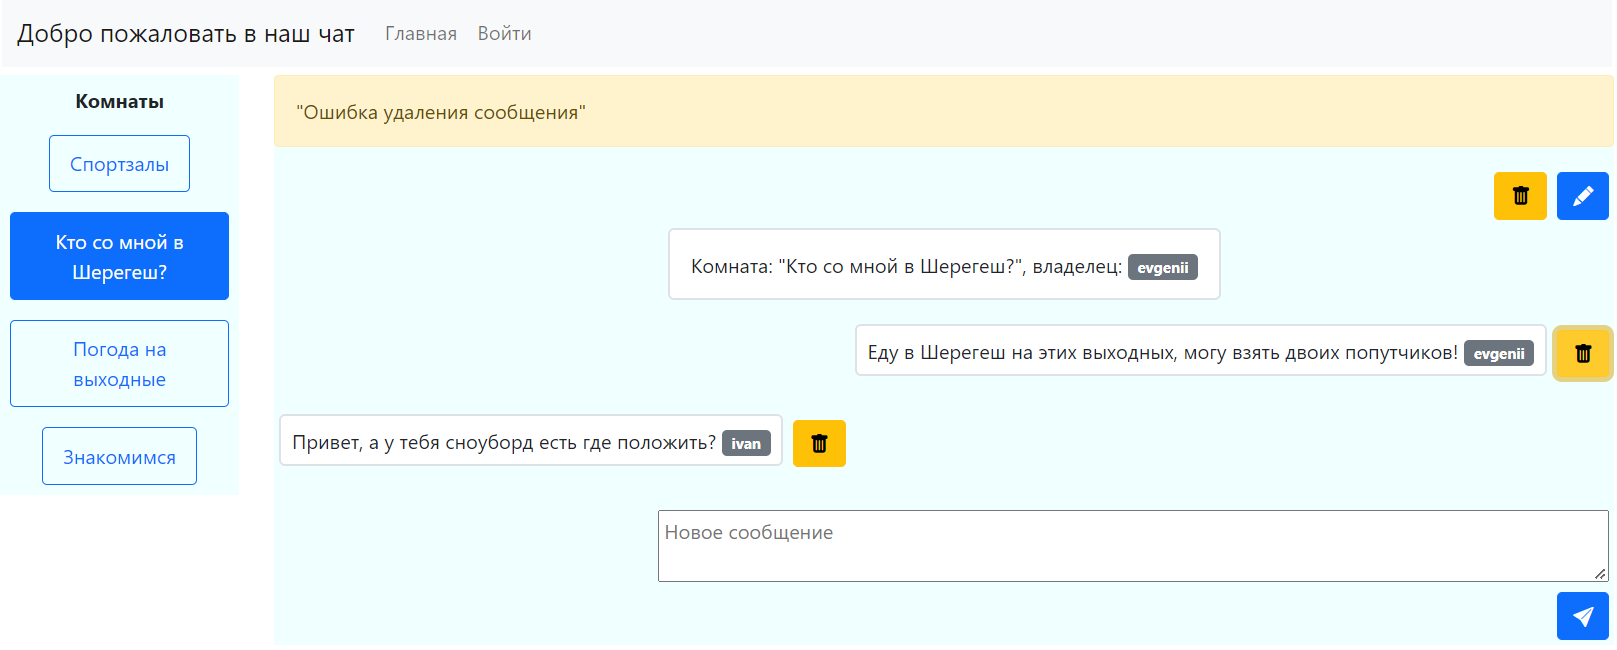 Добро пожаловать в наш чат Главная Войти
Комнаты
Спортзалы
Кто со мной в
Шерегеш?
Погода на
выходные
Знакомимся
"Ошибка удаления сообщения"
Комната: "Кто со мной в Шерегеш?", владелец: evgenii
Еду в Шерегеш на этих выходных, могу взять двоих попутчиков! evgenii
Привет, а у тебя сноуборд есть где положить? ivan
Новое сообщение